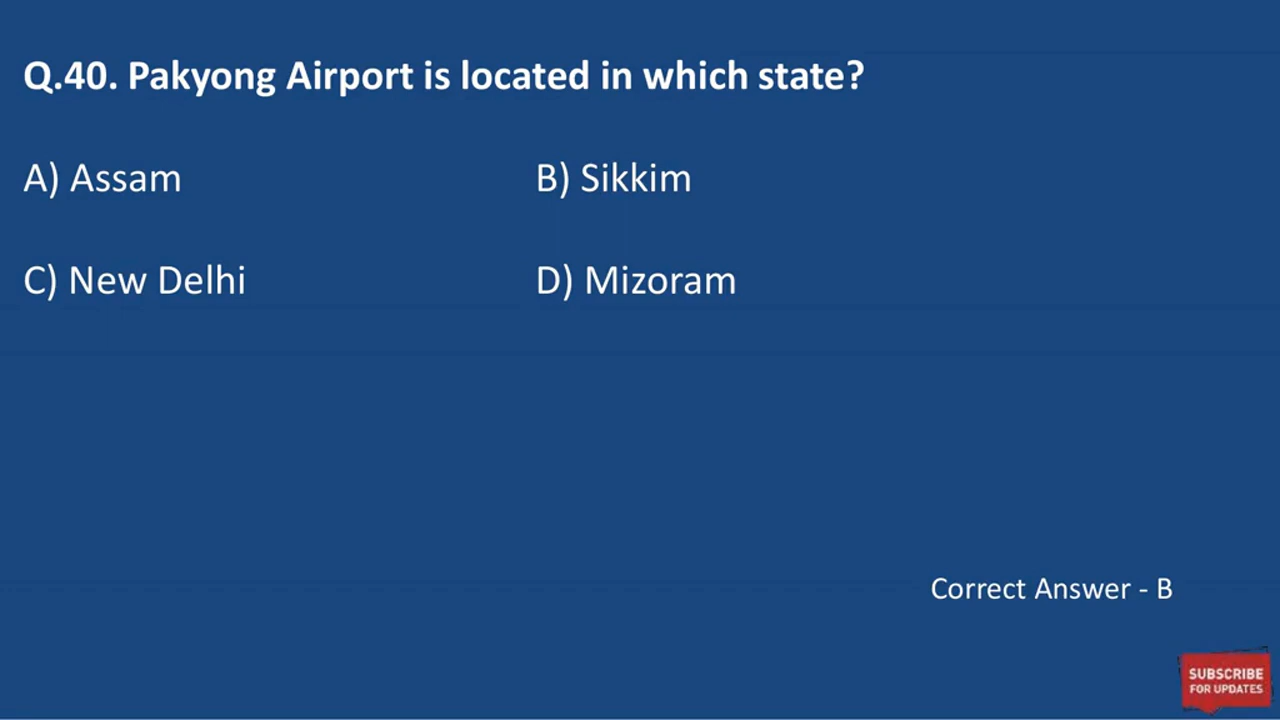 Q.40. Pakyong Airport is located in which state?
A) Assam B) Sikkim
C) New Delhi D) Mizoram
Correct Answer - B
SUBSCRIBE
FOR UPDATES